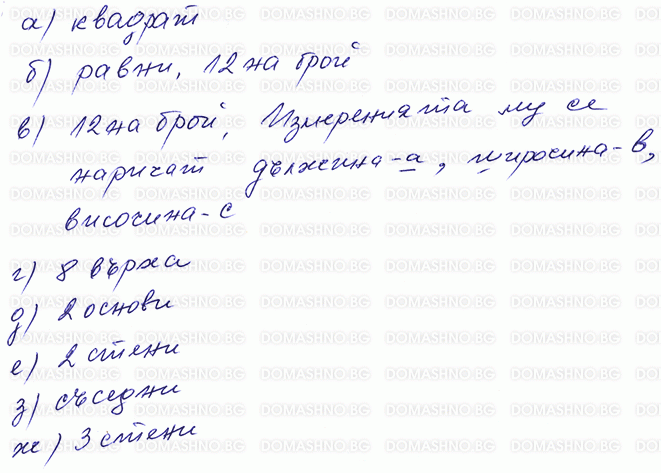 а) квадрат
б) равни, 12 на брой
в) 12 на брой, Измеренията му се
наричат дължина - а, широчина - в,
височина - с
г) 8 върха
д) 2 основи
е) 2 стени
з) съседни
ж) 3 стени
DOMASHNO.BG